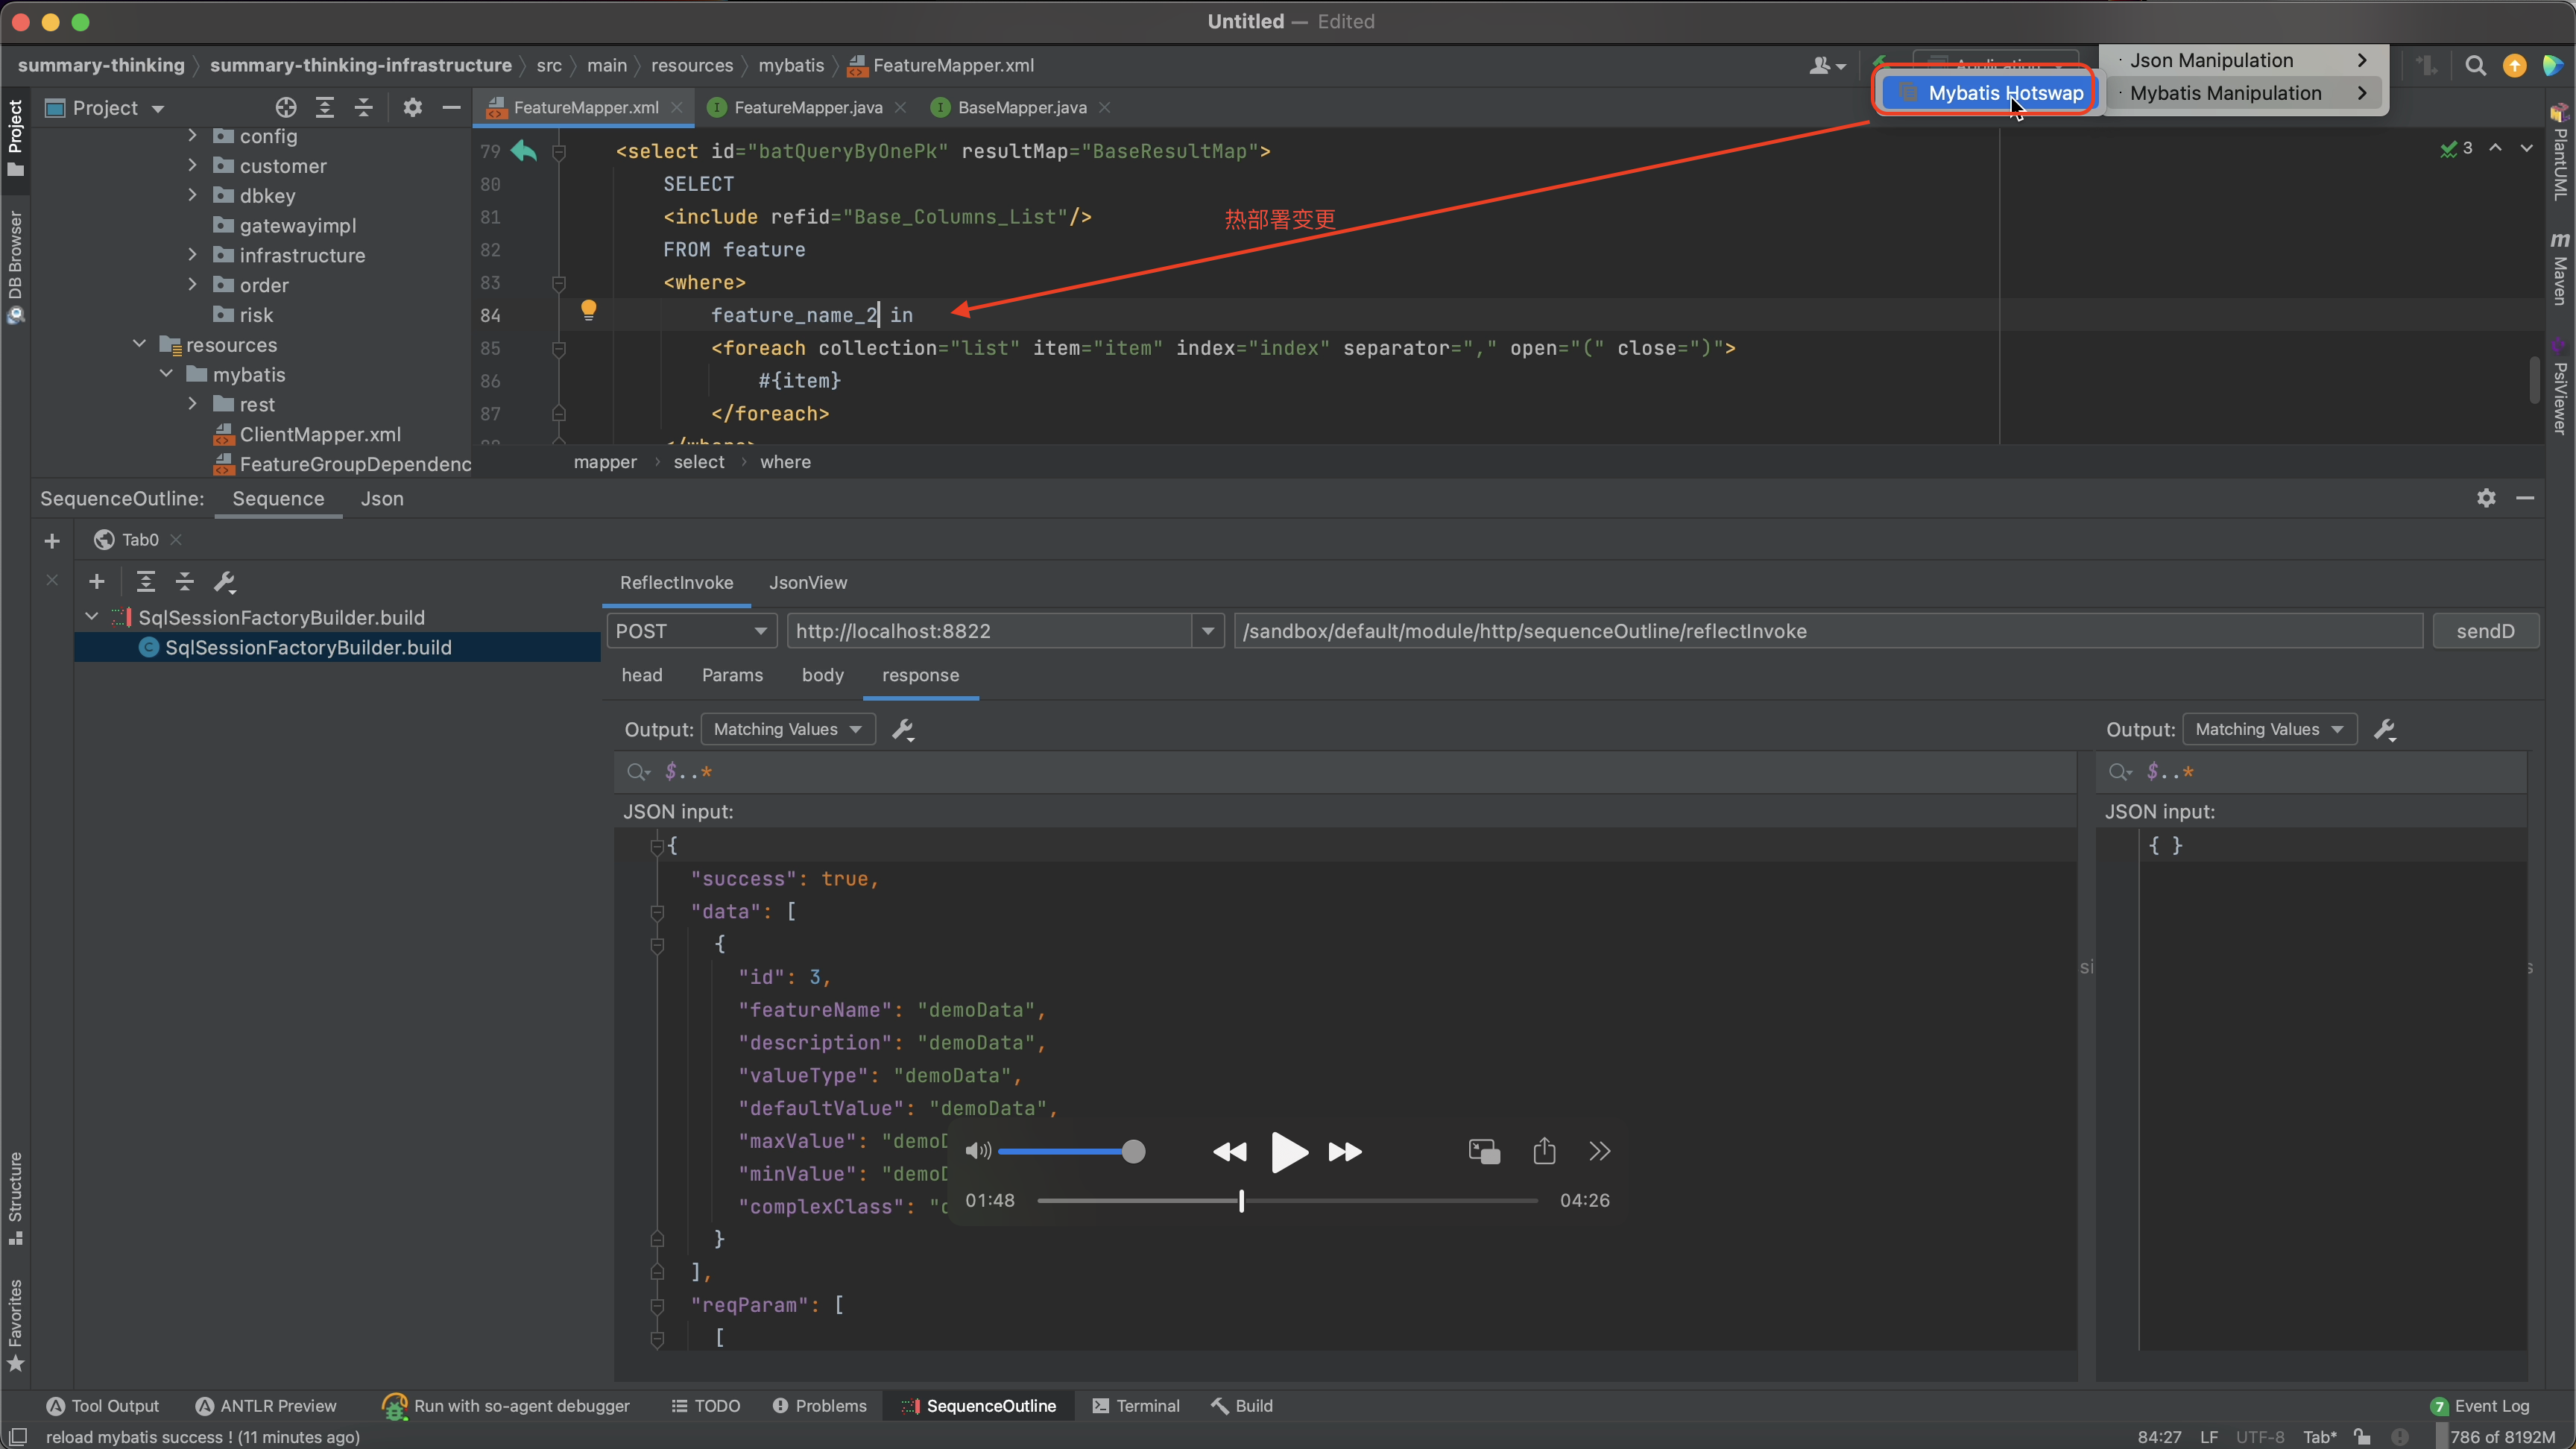 Untitled — Edited
summary-thinking summary-thinking-infrastructure src main resources mybatis FeatureMapper.xml
Json Manipulation
Mybatis Hotswap
Mybatis Manipulation
Project
FeatureMapper.xml FeatureMapper.java BaseMapper.java
config
customer
dbkey
gatewayimpl
infrastructure
order
risk
resources
mybatis
rest
ClientMapper.xml
FeatureGroupDependenc
79 <select id="batQueryByOnePk" resultMap="BaseResultMap">
80 SELECT
81 <include refid="Base_Columns_List"/>
热部署变更
82 FROM feature
83 <where>
84 feature_name_2 in
85 <foreach collection="list" item="item" index="index" separator="," open="(" close=")">
86 #{item}
87 </foreach>
3
mapper select where
Project
DB Browser
Structure
Favorites
PlantUML
Maven
PsiViewer
SequenceOutline: Sequence Json
Tab0
SqlSessionFactoryBuilder.build
SqlSessionFactoryBuilder.build
ReflectInvoke JsonView
POST http://localhost:8822 /sandbox/default/module/http/sequenceOutline/reflectInvoke sendD
head Params body response
Output: Matching Values
$..*
JSON input:
{
"success": true,
"data": [
{
"id": 3,
"featureName": "demoData",
"description": "demoData",
"valueType": "demoData",
"defaultValue": "demoData",
"maxValue": "demoD
"minValue": "demoD
"complexClass": "d
}
],
"reqParam": [
[
Output: Matching Values
$..*
JSON input:
{ }
si
01:48 04:26
Tool Output ANTLR Preview Run with so-agent debugger TODO Problems SequenceOutline Terminal Build 7 Event Log
reload mybatis success ! (11 minutes ago) 84:27 LF UTF-8 Tab* 786 of 8192M